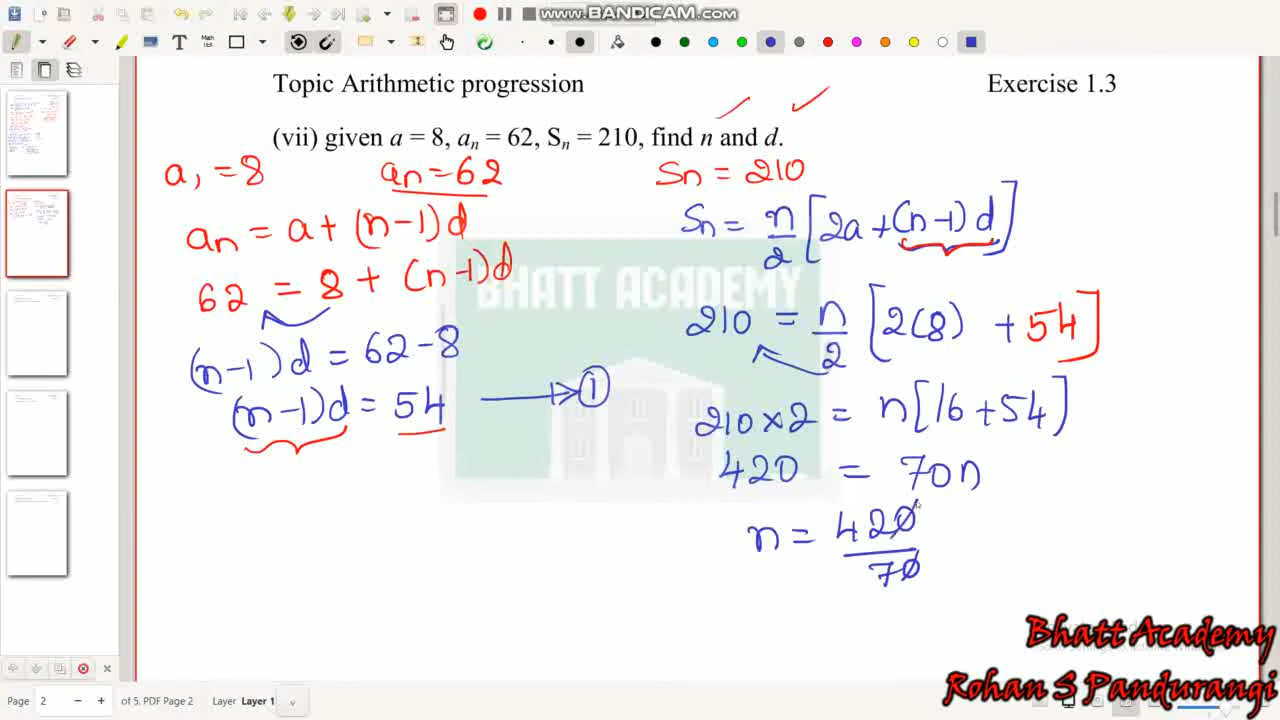 www.BANDICAM.com
T
Math
Topic Arithmetic progression Exercise 1.3
(vii) given a = 8, aₙ = 62, Sₙ = 210, find n and d.
a₁ = 8 aₙ = 62 Sₙ = 210
aₙ = a + (n-1)d
62 = 8 + (n-1)d
(n-1)d = 62 - 8
(n-1)d = 54 ①
Sₙ = n/2 [2a + (n-1)d]
210 = n/2 [2(8) + 54]
210 × 2 = n[16 + 54]
420 = 70n
n = 420/70
BHATT ACADEMY
Bhatt Academy
Rohan S Pandurangi
Page 2 of 5, PDF Page 2 Layer Layer 1